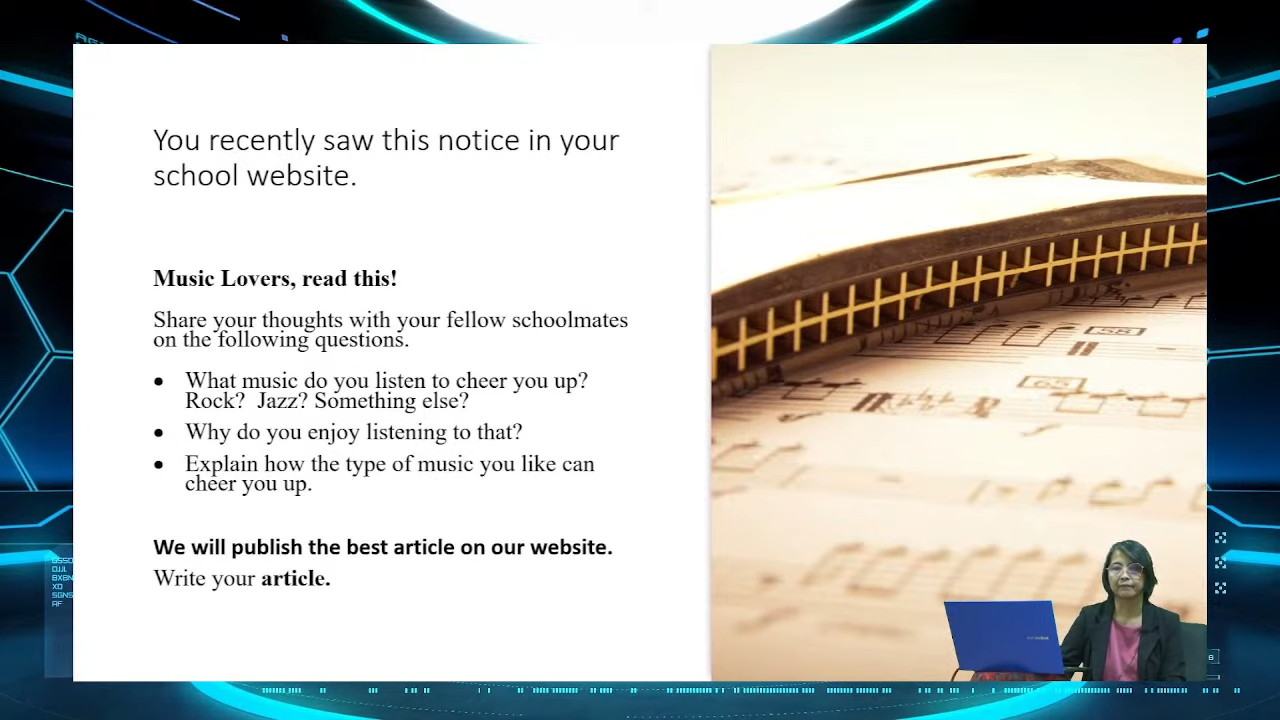 You recently saw this notice in your
school website.
Music Lovers, read this!
Share your thoughts with your fellow schoolmates
on the following questions.
• What music do you listen to cheer you up?
Rock?  Jazz? Something else?
• Why do you enjoy listening to that?
• Explain how the type of music you like can
cheer you up.
We will publish the best article on our website.
Write your article.
58
65